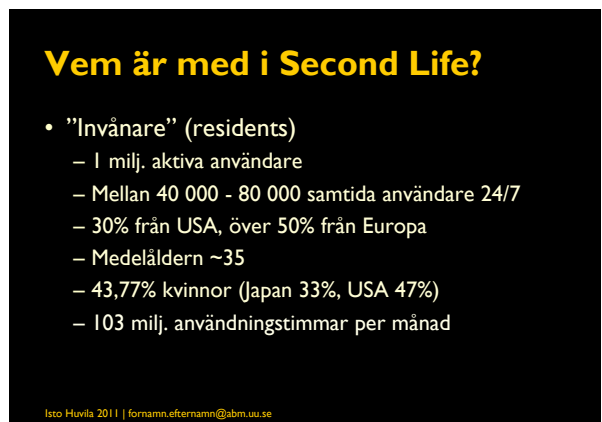 Vem är med i Second Life?
• ”Invånare” (residents)
– 1 milj. aktiva användare
– Mellan 40 000 - 80 000 samtida användare 24/7
– 30% från USA, över 50% från Europa
– Medelåldern ~35
– 43,77% kvinnor (Japan 33%, USA 47%)
– 103 milj. användningstimmar per månad
Isto Huvila 2011 | fornamn.efternamn@abm.uu.se